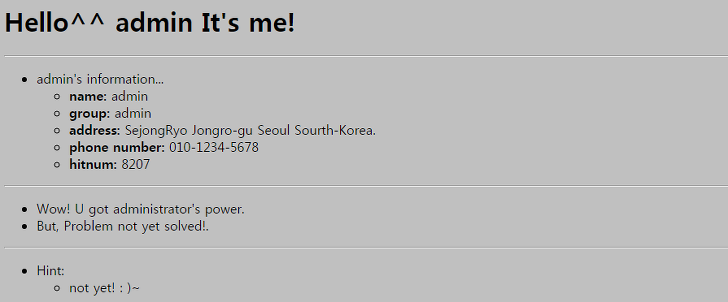 Hello^^ admin It's me!
admin's information...
name: admin
group: admin
address: SejongRyo Jongro-gu Seoul Sourth-Korea.
phone number: 010-1234-5678
hitnum: 8207
Wow! U got administrator's power.
But, Problem not yet solved!.
Hint:
not yet! : )~